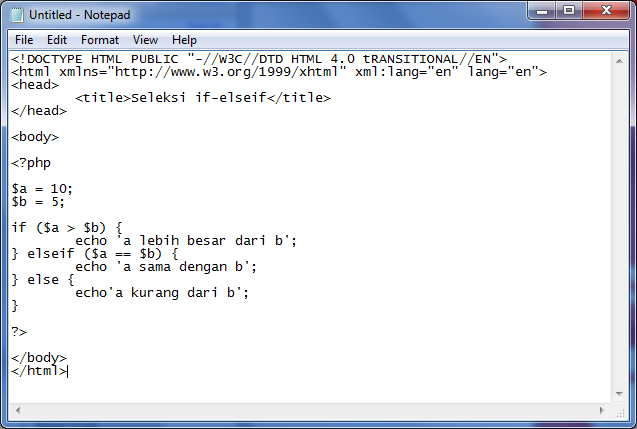 Untitled - Notepad
File Edit Format View Help
<!DOCTYPE HTML PUBLIC "-//W3C//DTD HTML 4.0 tRANSITIONAL//EN">
<html xmlns="http://www.w3.org/1999/xhtml" xml:lang="en" lang="en">
<head>
        <title>Seleksi if-elseif</title>
</head>
<body>
<?php
$a = 10;
$b = 5;
if ($a > $b) {
        echo 'a lebih besar dari b';
} elseif ($a == $b) {
        echo 'a sama dengan b';
} else {
        echo'a kurang dari b';
}
?>
</body>
</html>